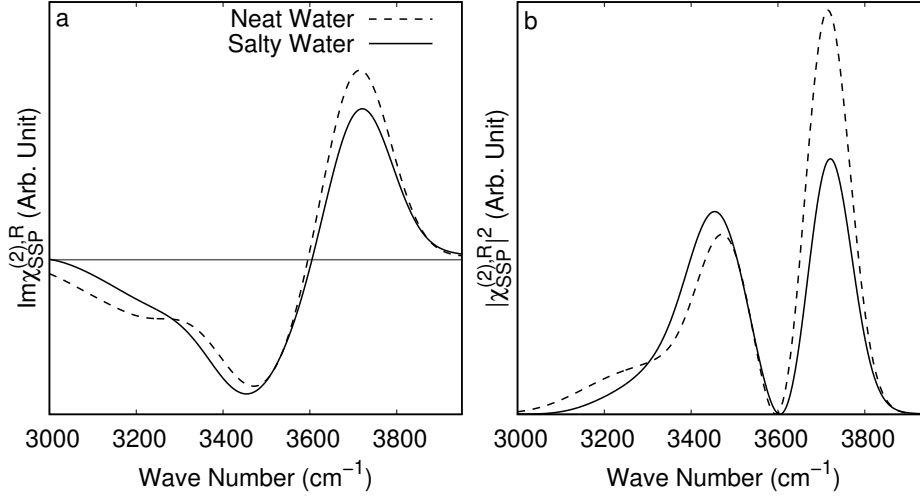 a
Neat Water
Salty Water
Imχ(2),R SSP (Arb. Unit)
3000 3200 3400 3600 3800
Wave Number (cm−1)
b
|χ(2),R SSP|2 (Arb. Unit)
3000 3200 3400 3600 3800
Wave Number (cm−1)